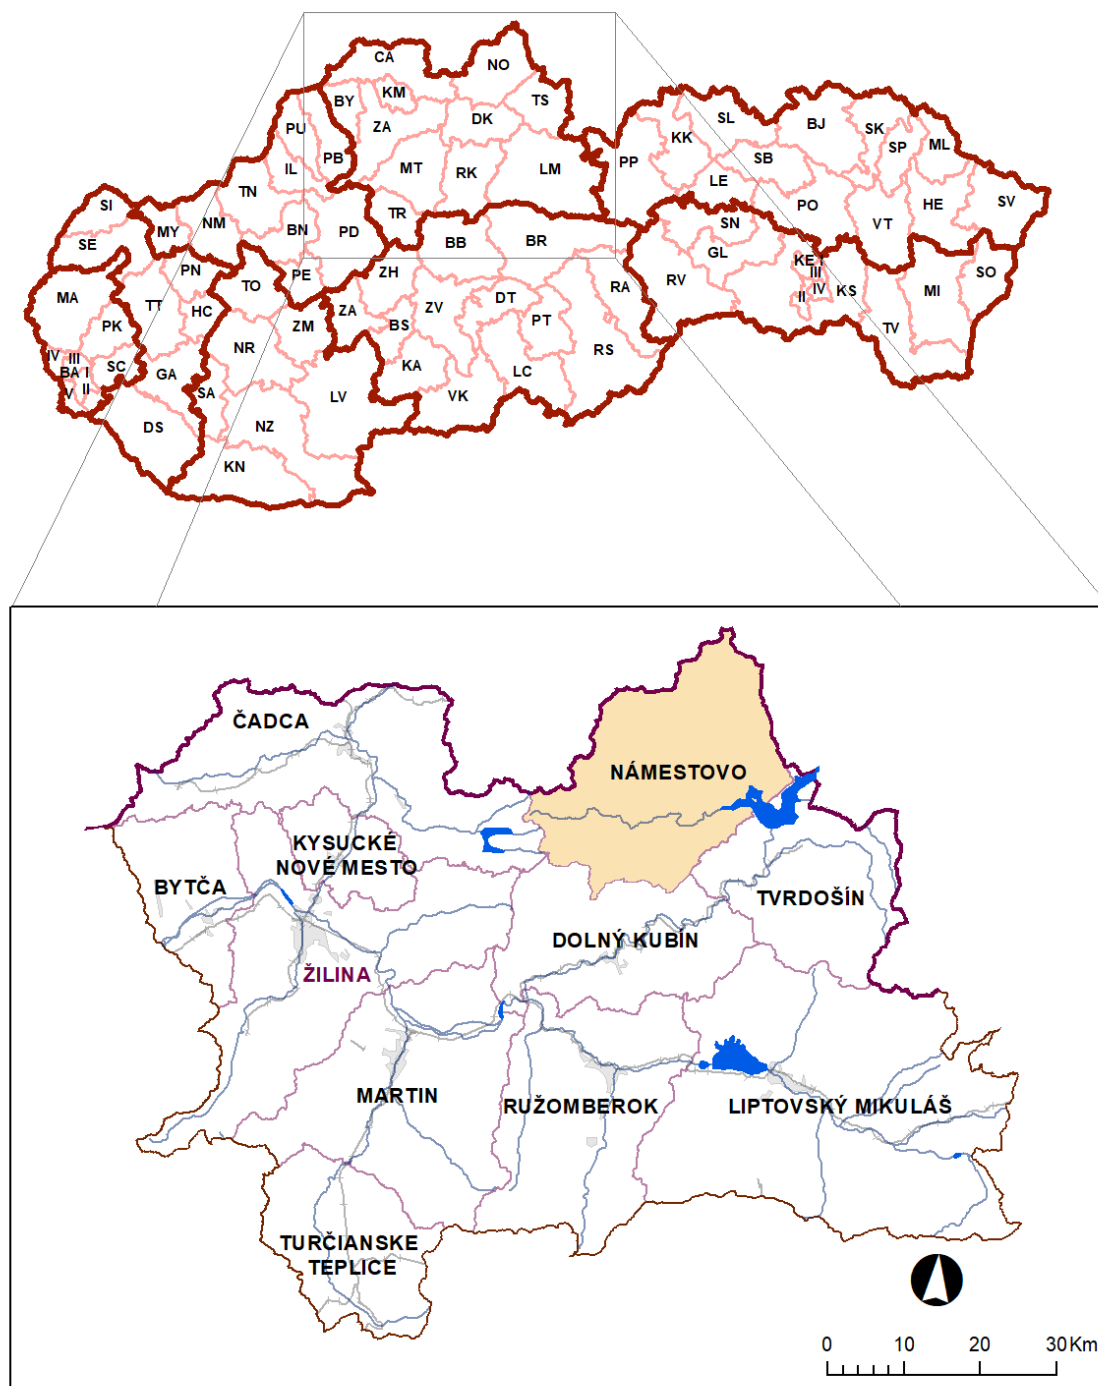 CA
NO
BY
KM
TS
PU
ZA
DK
PB
IL
MT
RK
LM
TN
TR
SI
MY
NM
BN
PD
BB
BR
SE
PN
TO
PE
ZH
MA
TT
HC
ZM
ZA
BS
ZV
DT
PT
RA
PK
NR
IV
III
BA
I
II
V
SC
GA
SA
KA
LC
RS
DS
LV
VK
NZ
KN
SL
BJ
SK
KK
SP
ML
PP
SB
LE
PO
VT
HE
SV
SN
GL
KE
I
III
IV
II
KS
RV
SO
MI
TV
ČADCA
NÁMESTOVO
KYSUCKÉ
NOVÉ MESTO
BYTČA
TVRDOŠÍN
DOLNÝ KUBÍN
ŽILINA
MARTIN
RUŽOMBEROK
LIPTOVSKÝ MIKULÁŠ
TURČIANSKE
TEPLICE
0 10 20 30 Km